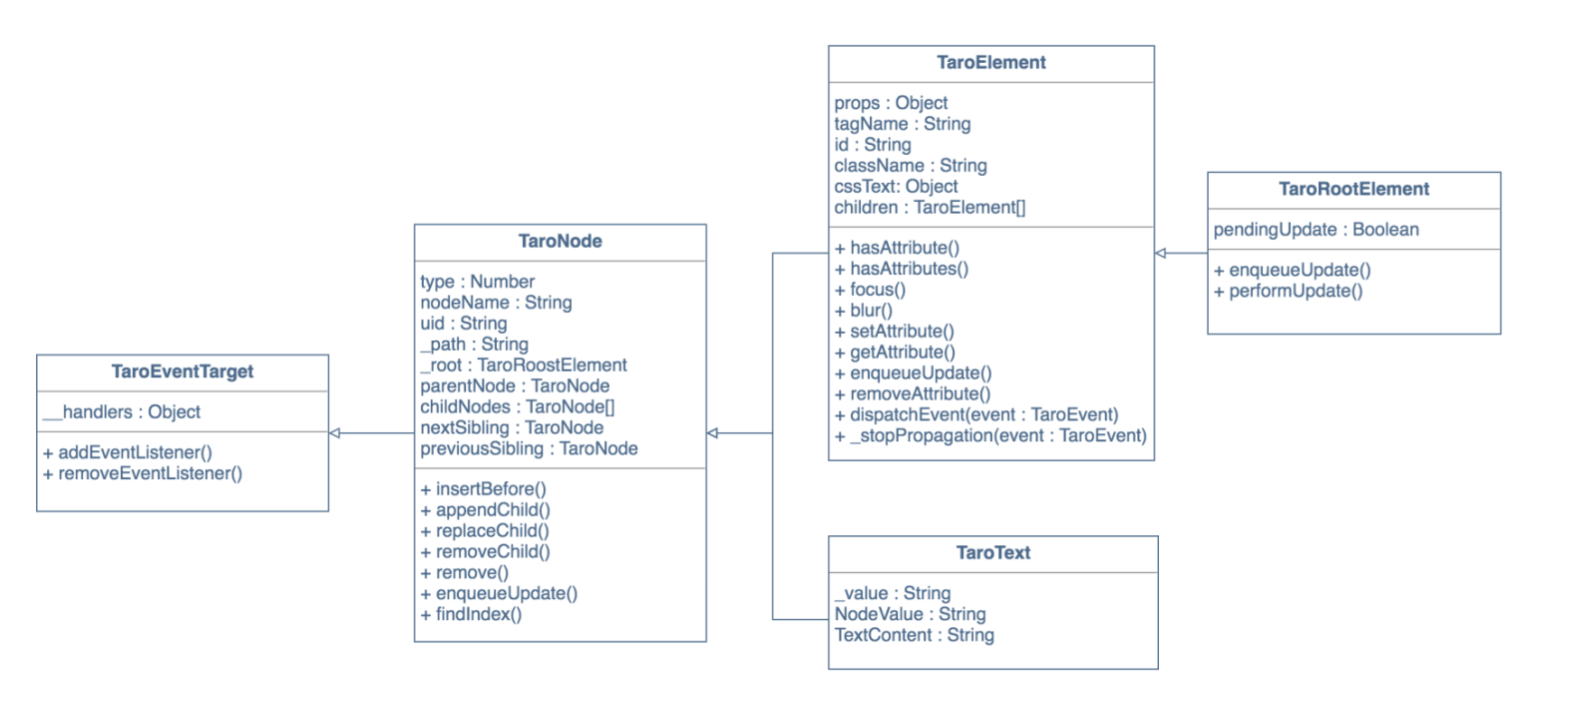 TaroEventTarget
__handlers : Object
+ addEventListener()
+ removeEventListener()
TaroNode
type : Number
nodeName : String
uid : String
_path : String
_root : TaroRoostElement
parentNode : TaroNode
childNodes : TaroNode[]
nextSibling : TaroNode
previousSibling : TaroNode
+ insertBefore()
+ appendChild()
+ replaceChild()
+ removeChild()
+ remove()
+ enqueueUpdate()
+ findIndex()
TaroElement
props : Object
tagName : String
id : String
className : String
cssText: Object
children : TaroElement[]
+ hasAttribute()
+ hasAttributes()
+ focus()
+ blur()
+ setAttribute()
+ getAttribute()
+ enqueueUpdate()
+ removeAttribute()
+ dispatchEvent(event : TaroEvent)
+ _stopPropagation(event : TaroEvent)
TaroText
_value : String
NodeValue : String
TextContent : String
TaroRootElement
pendingUpdate : Boolean
+ enqueueUpdate()
+ performUpdate()